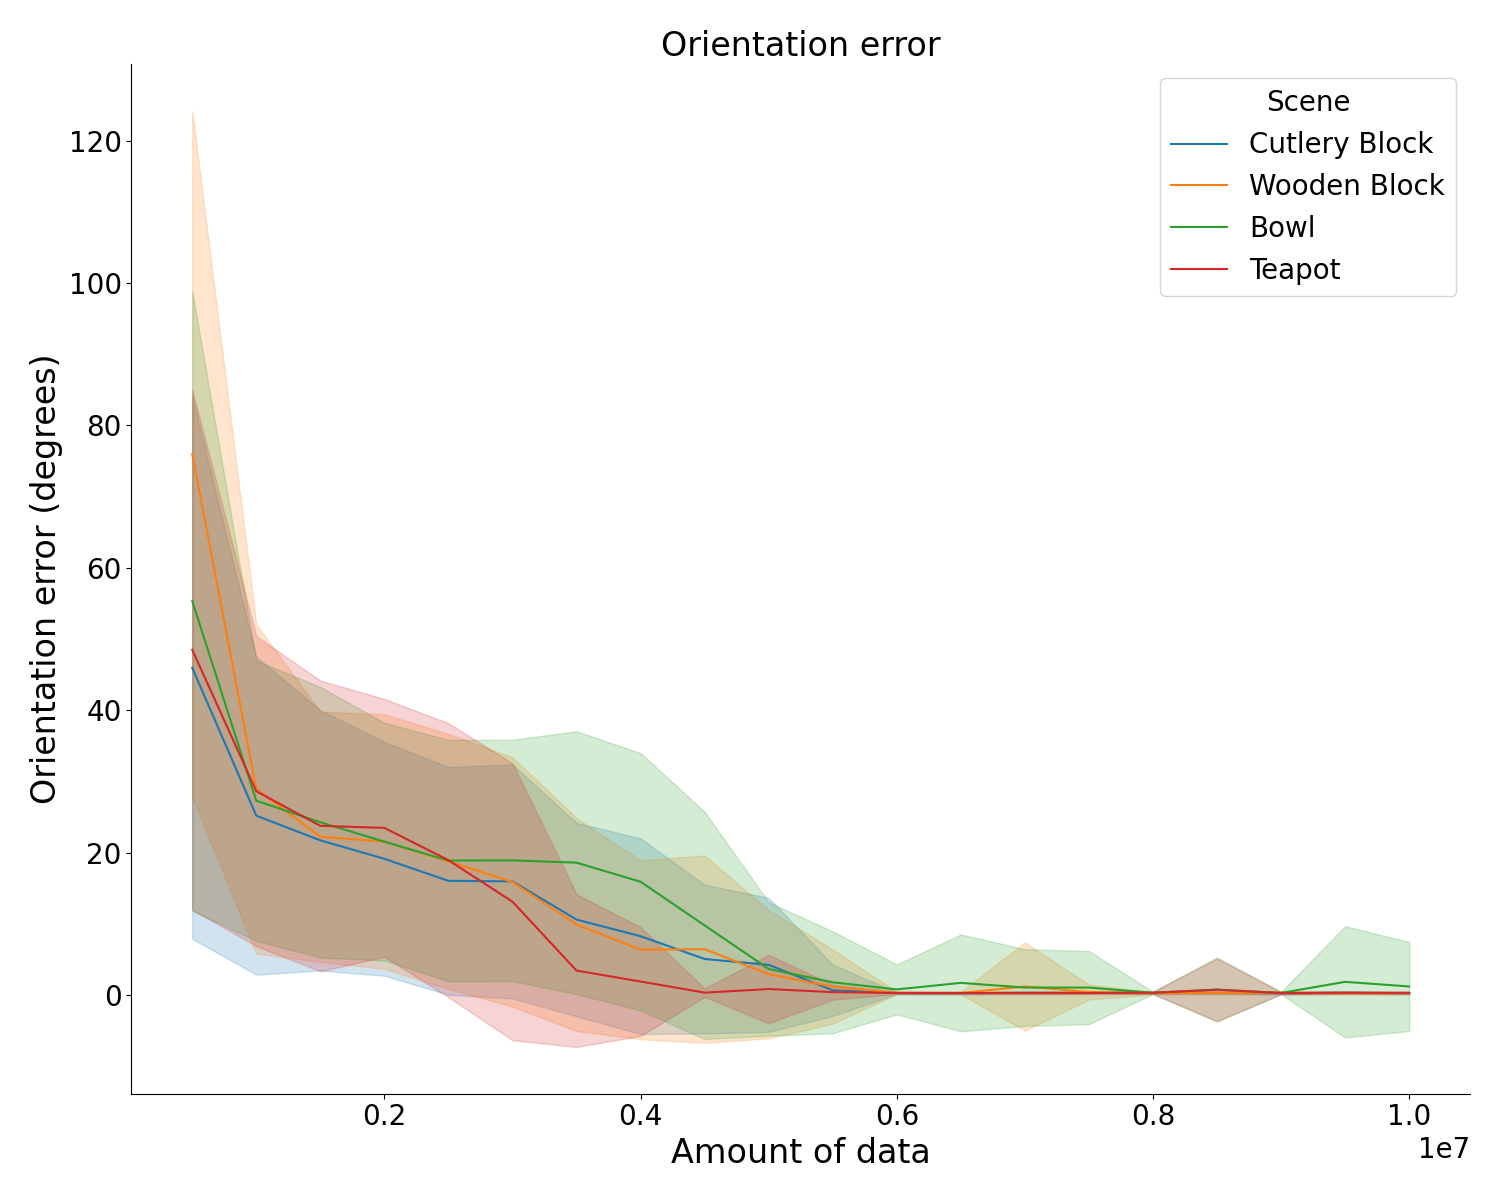 Orientation error
Scene
Cutlery Block
Wooden Block
Bowl
Teapot
Orientation error (degrees)
120
100
80
60
40
20
0
0.2
0.4
0.6
0.8
1.0
1e7
Amount of data